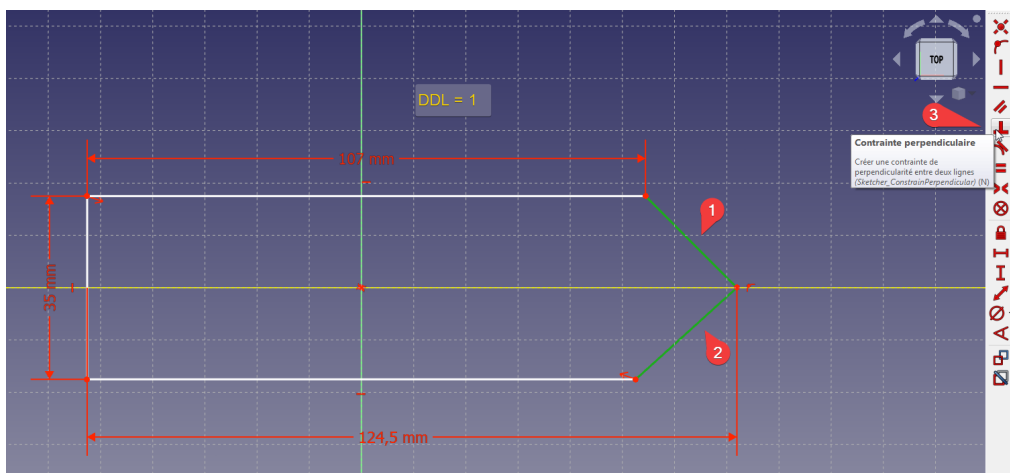 TOP
DDL = 1
3
Contrainte perpendiculaire
Créer une contrainte de
perpendicularité entre deux lignes
(Sketcher_ConstrainPerpendicular) (N)
107 mm
1
35 mm
2
124,5 mm